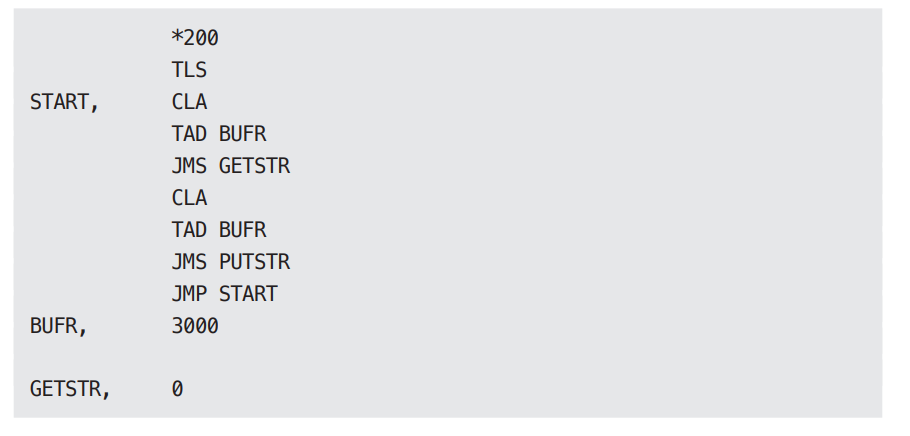 *200
TLS
START, CLA
TAD BUFR
JMS GETSTR
CLA
TAD BUFR
JMS PUTSTR
JMP START
BUFR, 3000
GETSTR, 0